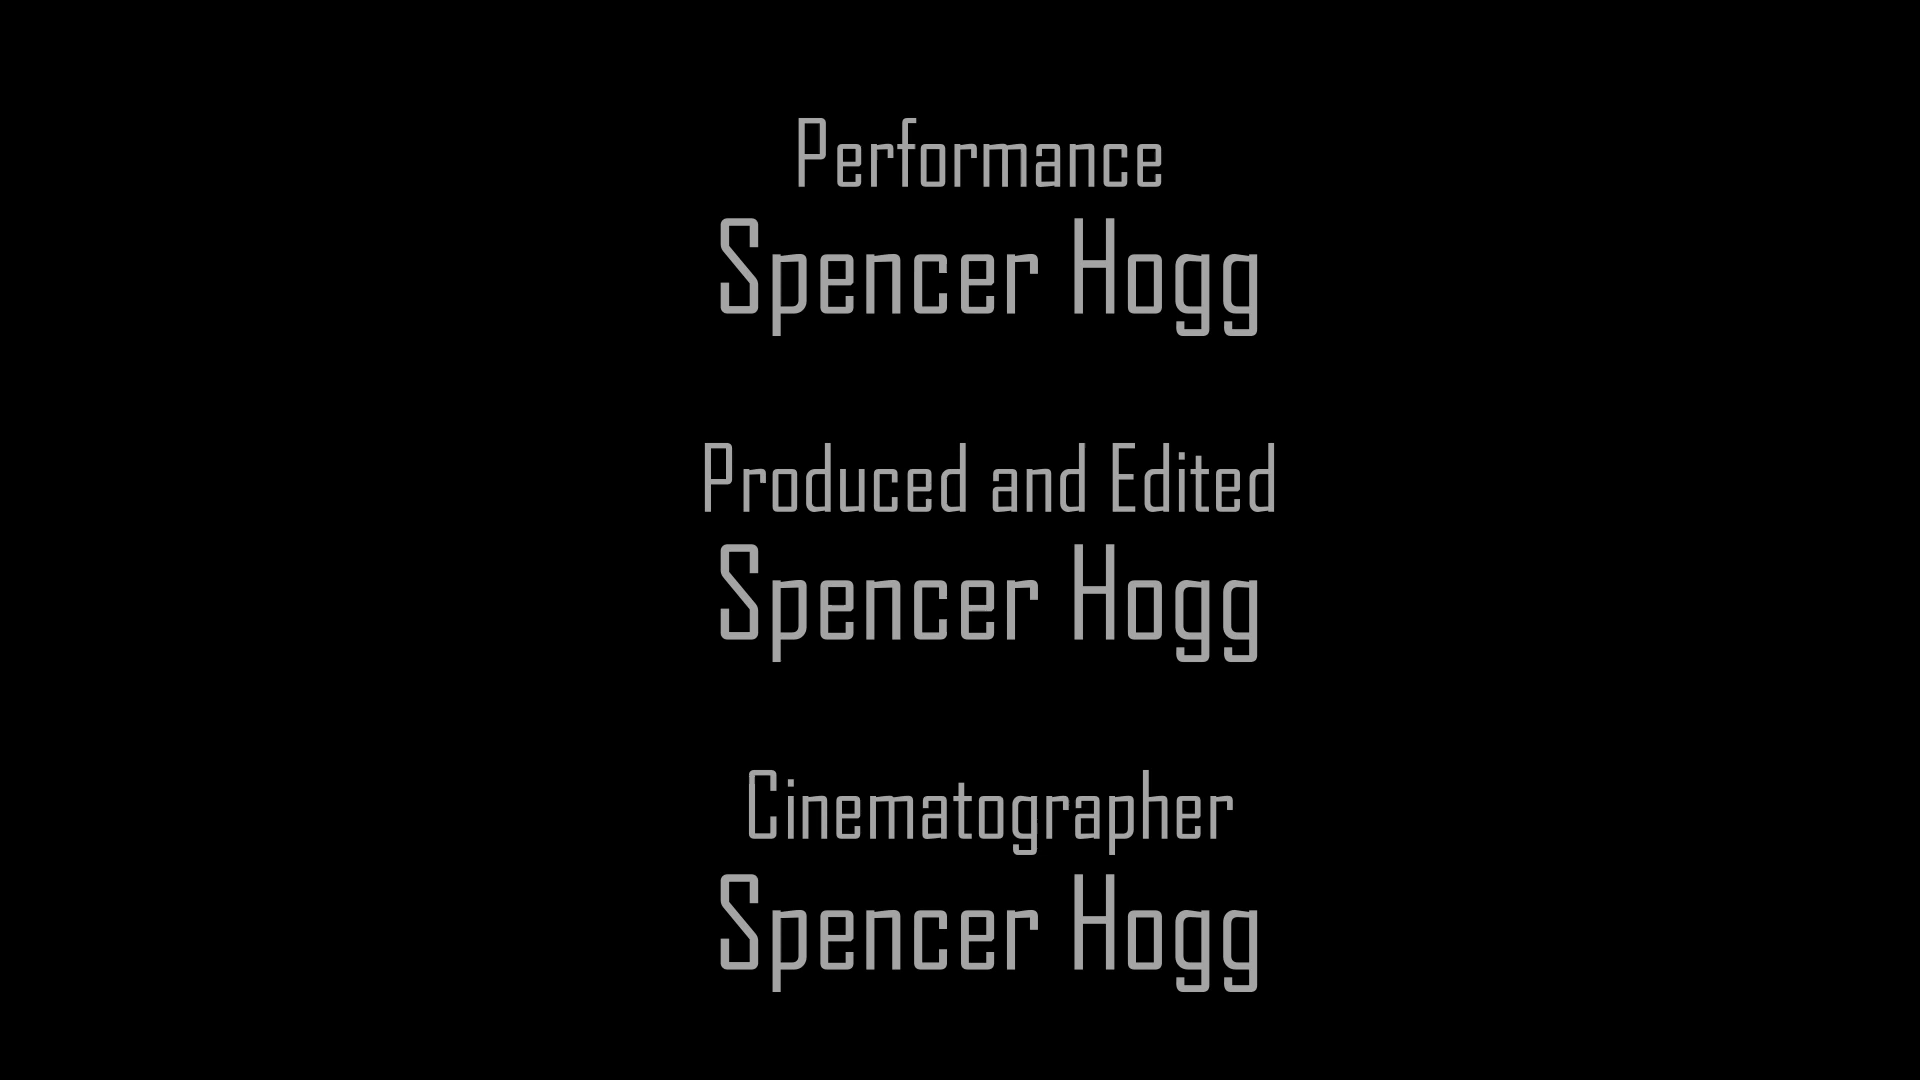 Performance
Spencer Hogg
Produced and Edited
Spencer Hogg
Cinematographer
Spencer Hogg